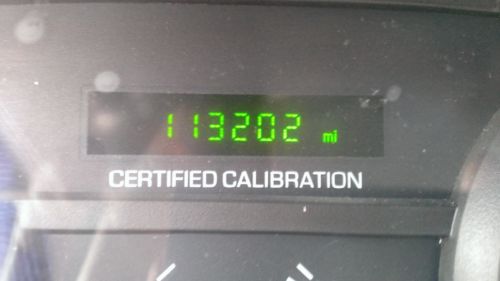 113202 mi
CERTIFIED CALIBRATION